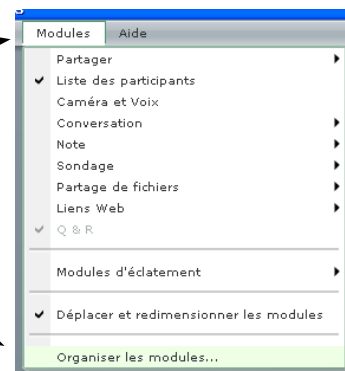 Modules Aide
Partager
Liste des participants
Caméra et Voix
Conversation
Note
Sondage
Partage de fichiers
Liens Web
Q & R
Modules d'éclatement
Déplacer et redimensionner les modules
Organiser les modules...